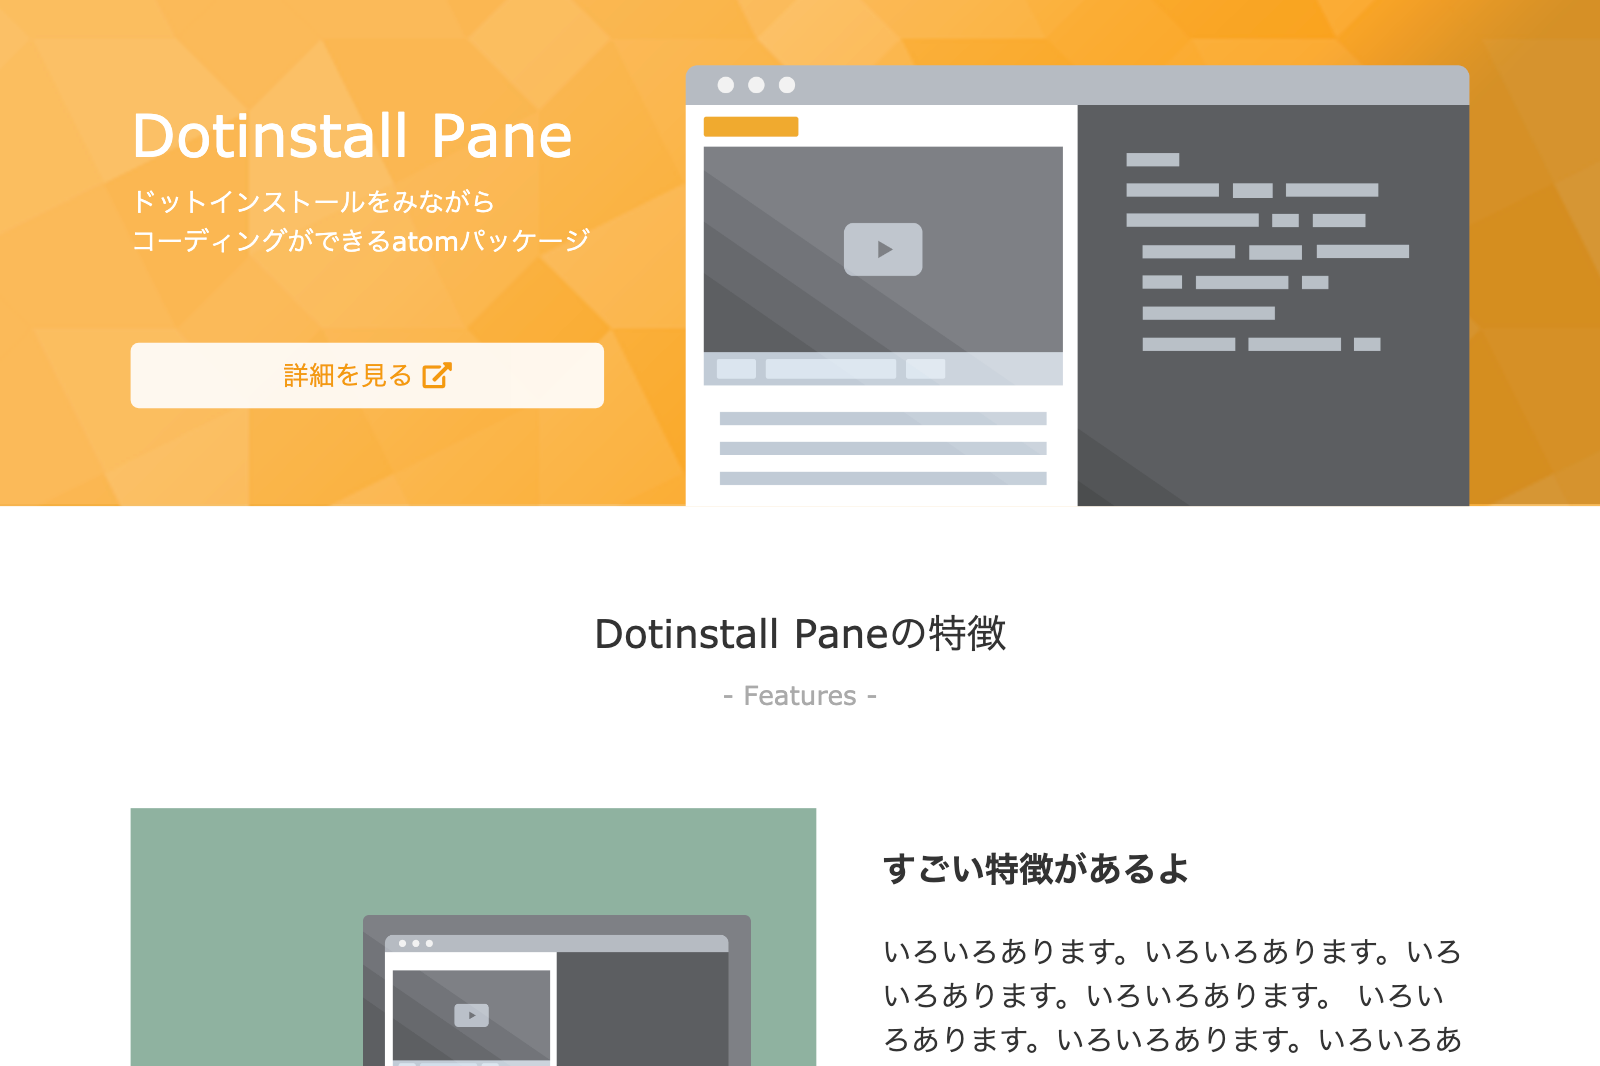 Dotinstall Pane
ドットインストールをみながら
コーディングができるatomパッケージ
詳細を見る
Dotinstall Paneの特徴
- Features -
すごい特徴があるよ
いろいろあります。いろいろあります。いろ
いろあります。いろいろあります。 いろい
ろあります。いろいろあります。いろいろあ